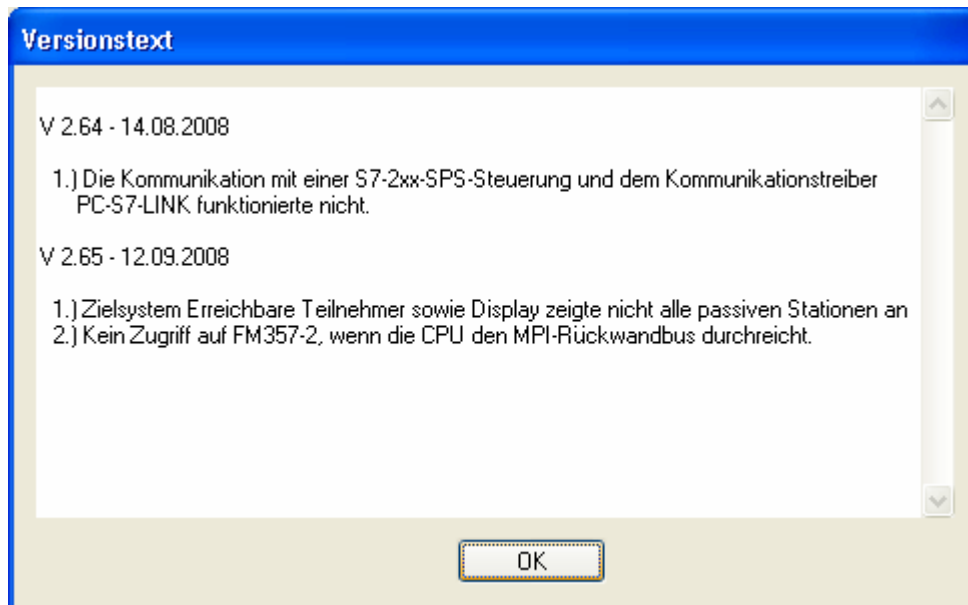 Versionstext
V 2.64 - 14.08.2008
1.) Die Kommunikation mit einer S7-2xx-SPS-Steuerung und dem Kommunikationstreiber
PC-S7-LINK funktionierte nicht.
V 2.65 - 12.09.2008
1.) Zielsystem Erreichbare Teilnehmer sowie Display zeigte nicht alle passiven Stationen an
2.) Kein Zugriff auf FM357-2, wenn die CPU den MPI-Rückwandbus durchreicht.
OK